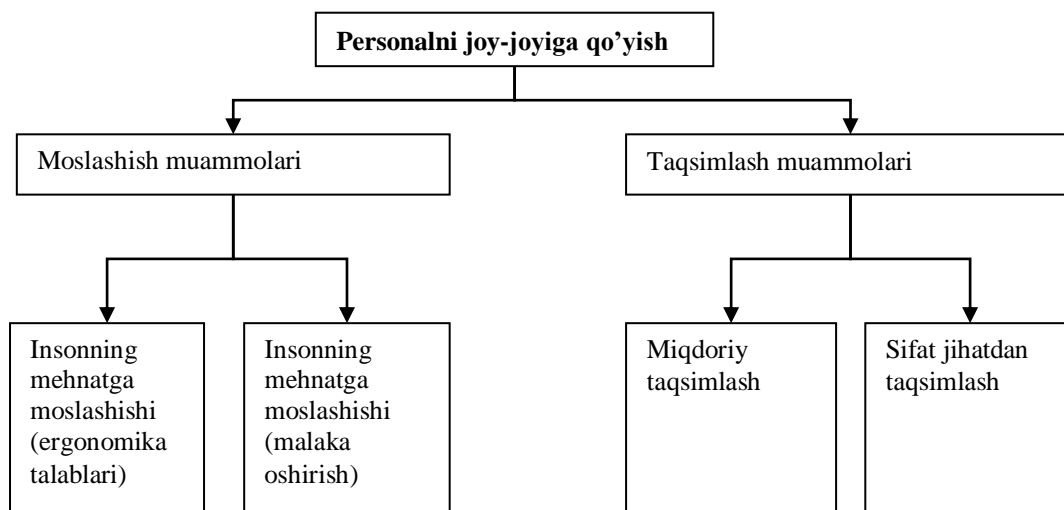 Personalni joy-joyiga qo’yish
Moslashish muammolari
Taqsimlash muammolari
Insonning
mehnatga
moslashishi
(ergonomika
talablari)
Insonning
mehnatga
moslashishi
(malaka
oshirish)
Miqdoriy
taqsimlash
Sifat jihatdan
taqsimlash